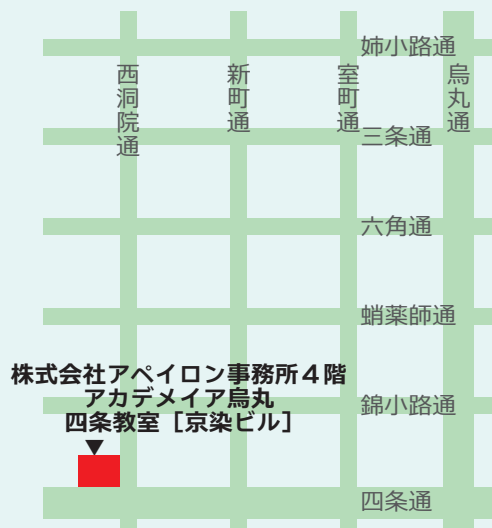 姉小路通
西洞院通
新町通
室町通
烏丸通
三条通
六角通
蛸薬師通
株式会社アペイロン事務所４階
アカデメイア烏丸
四条教室［京染ビル］
錦小路通
四条通